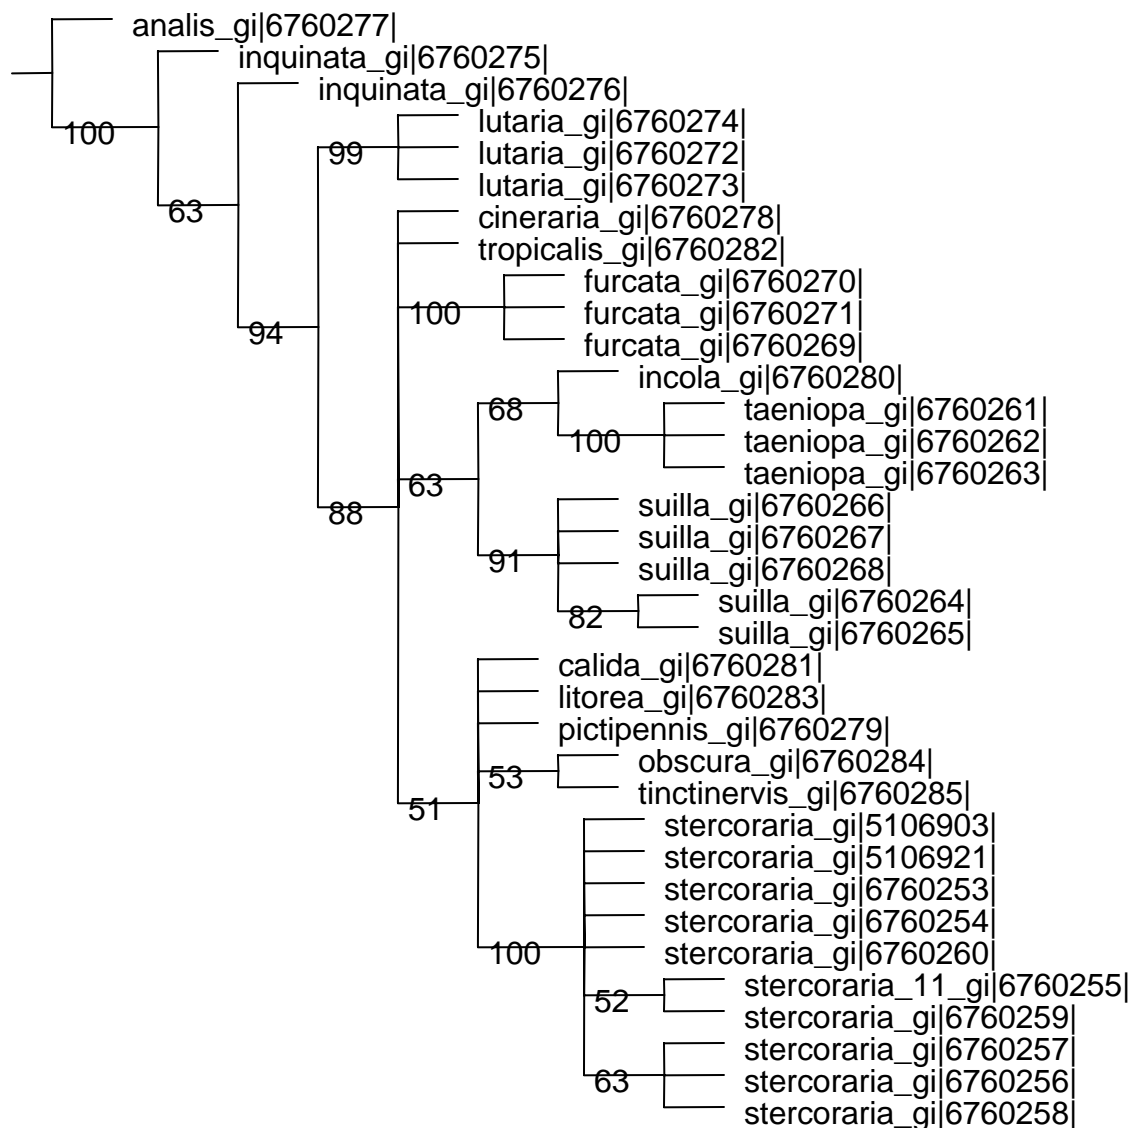 analis_gi|6760277|
inquinata_gi|6760275|
inquinata_gi|6760276|
lutaria_gi|6760274|
100
99
lutaria_gi|6760272|
lutaria_gi|6760273|
63
cineraria_gi|6760278|
tropicalis_gi|6760282|
furcata_gi|6760270|
100
furcata_gi|6760271|
94
furcata_gi|6760269|
incola_gi|6760280|
68
taeniopa_gi|6760261|
100
taeniopa_gi|6760262|
taeniopa_gi|6760263|
63
suilla_gi|6760266|
88
suilla_gi|6760267|
91
suilla_gi|6760268|
suilla_gi|6760264|
82
suilla_gi|6760265|
calida_gi|6760281|
litorea_gi|6760283|
pictipennis_gi|6760279|
obscura_gi|6760284|
53
tinctinervis_gi|6760285|
51
stercoraria_gi|5106903|
stercoraria_gi|5106921|
stercoraria_gi|6760253|
stercoraria_gi|6760254|
100
stercoraria_gi|6760260|
stercoraria_11_gi|6760255|
52
stercoraria_gi|6760259|
stercoraria_gi|6760257|
63
stercoraria_gi|6760256|
stercoraria_gi|6760258|